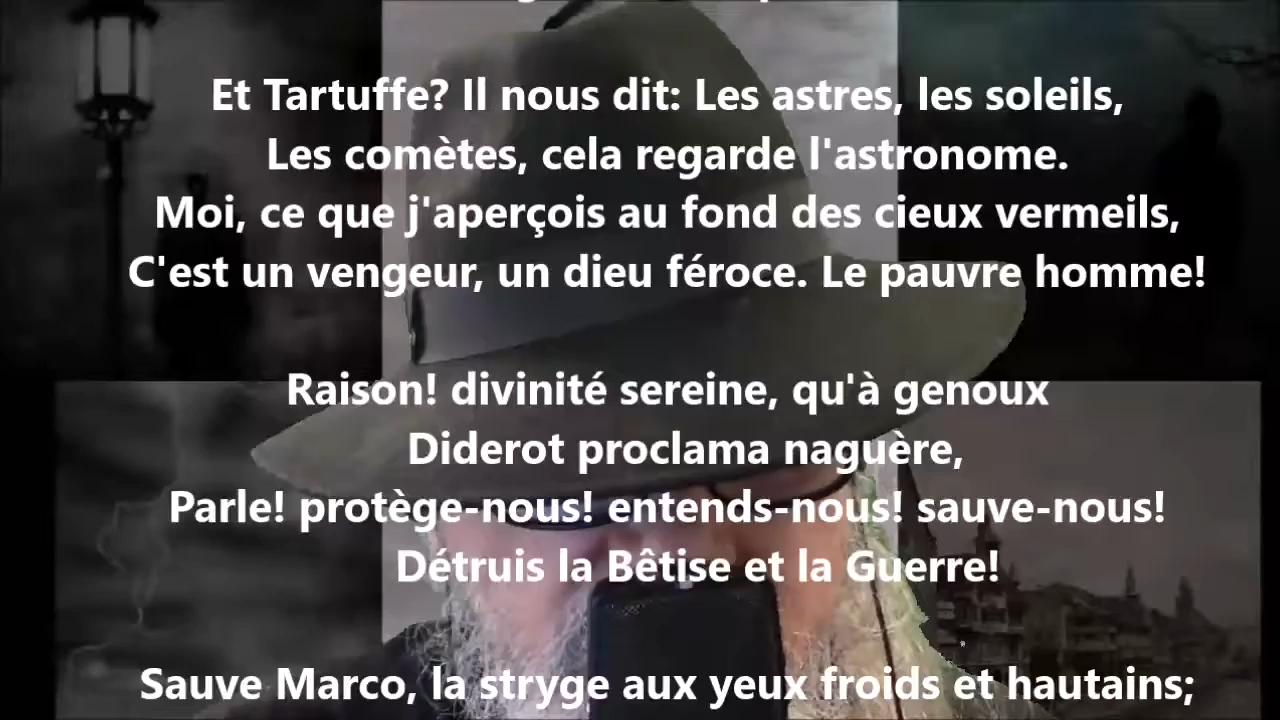 Et Tartuffe? Il nous dit: Les astres, les soleils,
Les comètes, cela regarde l'astronome.
Moi, ce que j'aperçois au fond des cieux vermeils,
C'est un vengeur, un dieu féroce. Le pauvre homme!
Raison! divinité sereine, qu'à genoux
Diderot proclama naguère,
Parle! protège-nous! entends-nous! sauve-nous!
Détruis la Bêtise et la Guerre!
Sauve Marco, la stryge aux yeux froids et hautains;